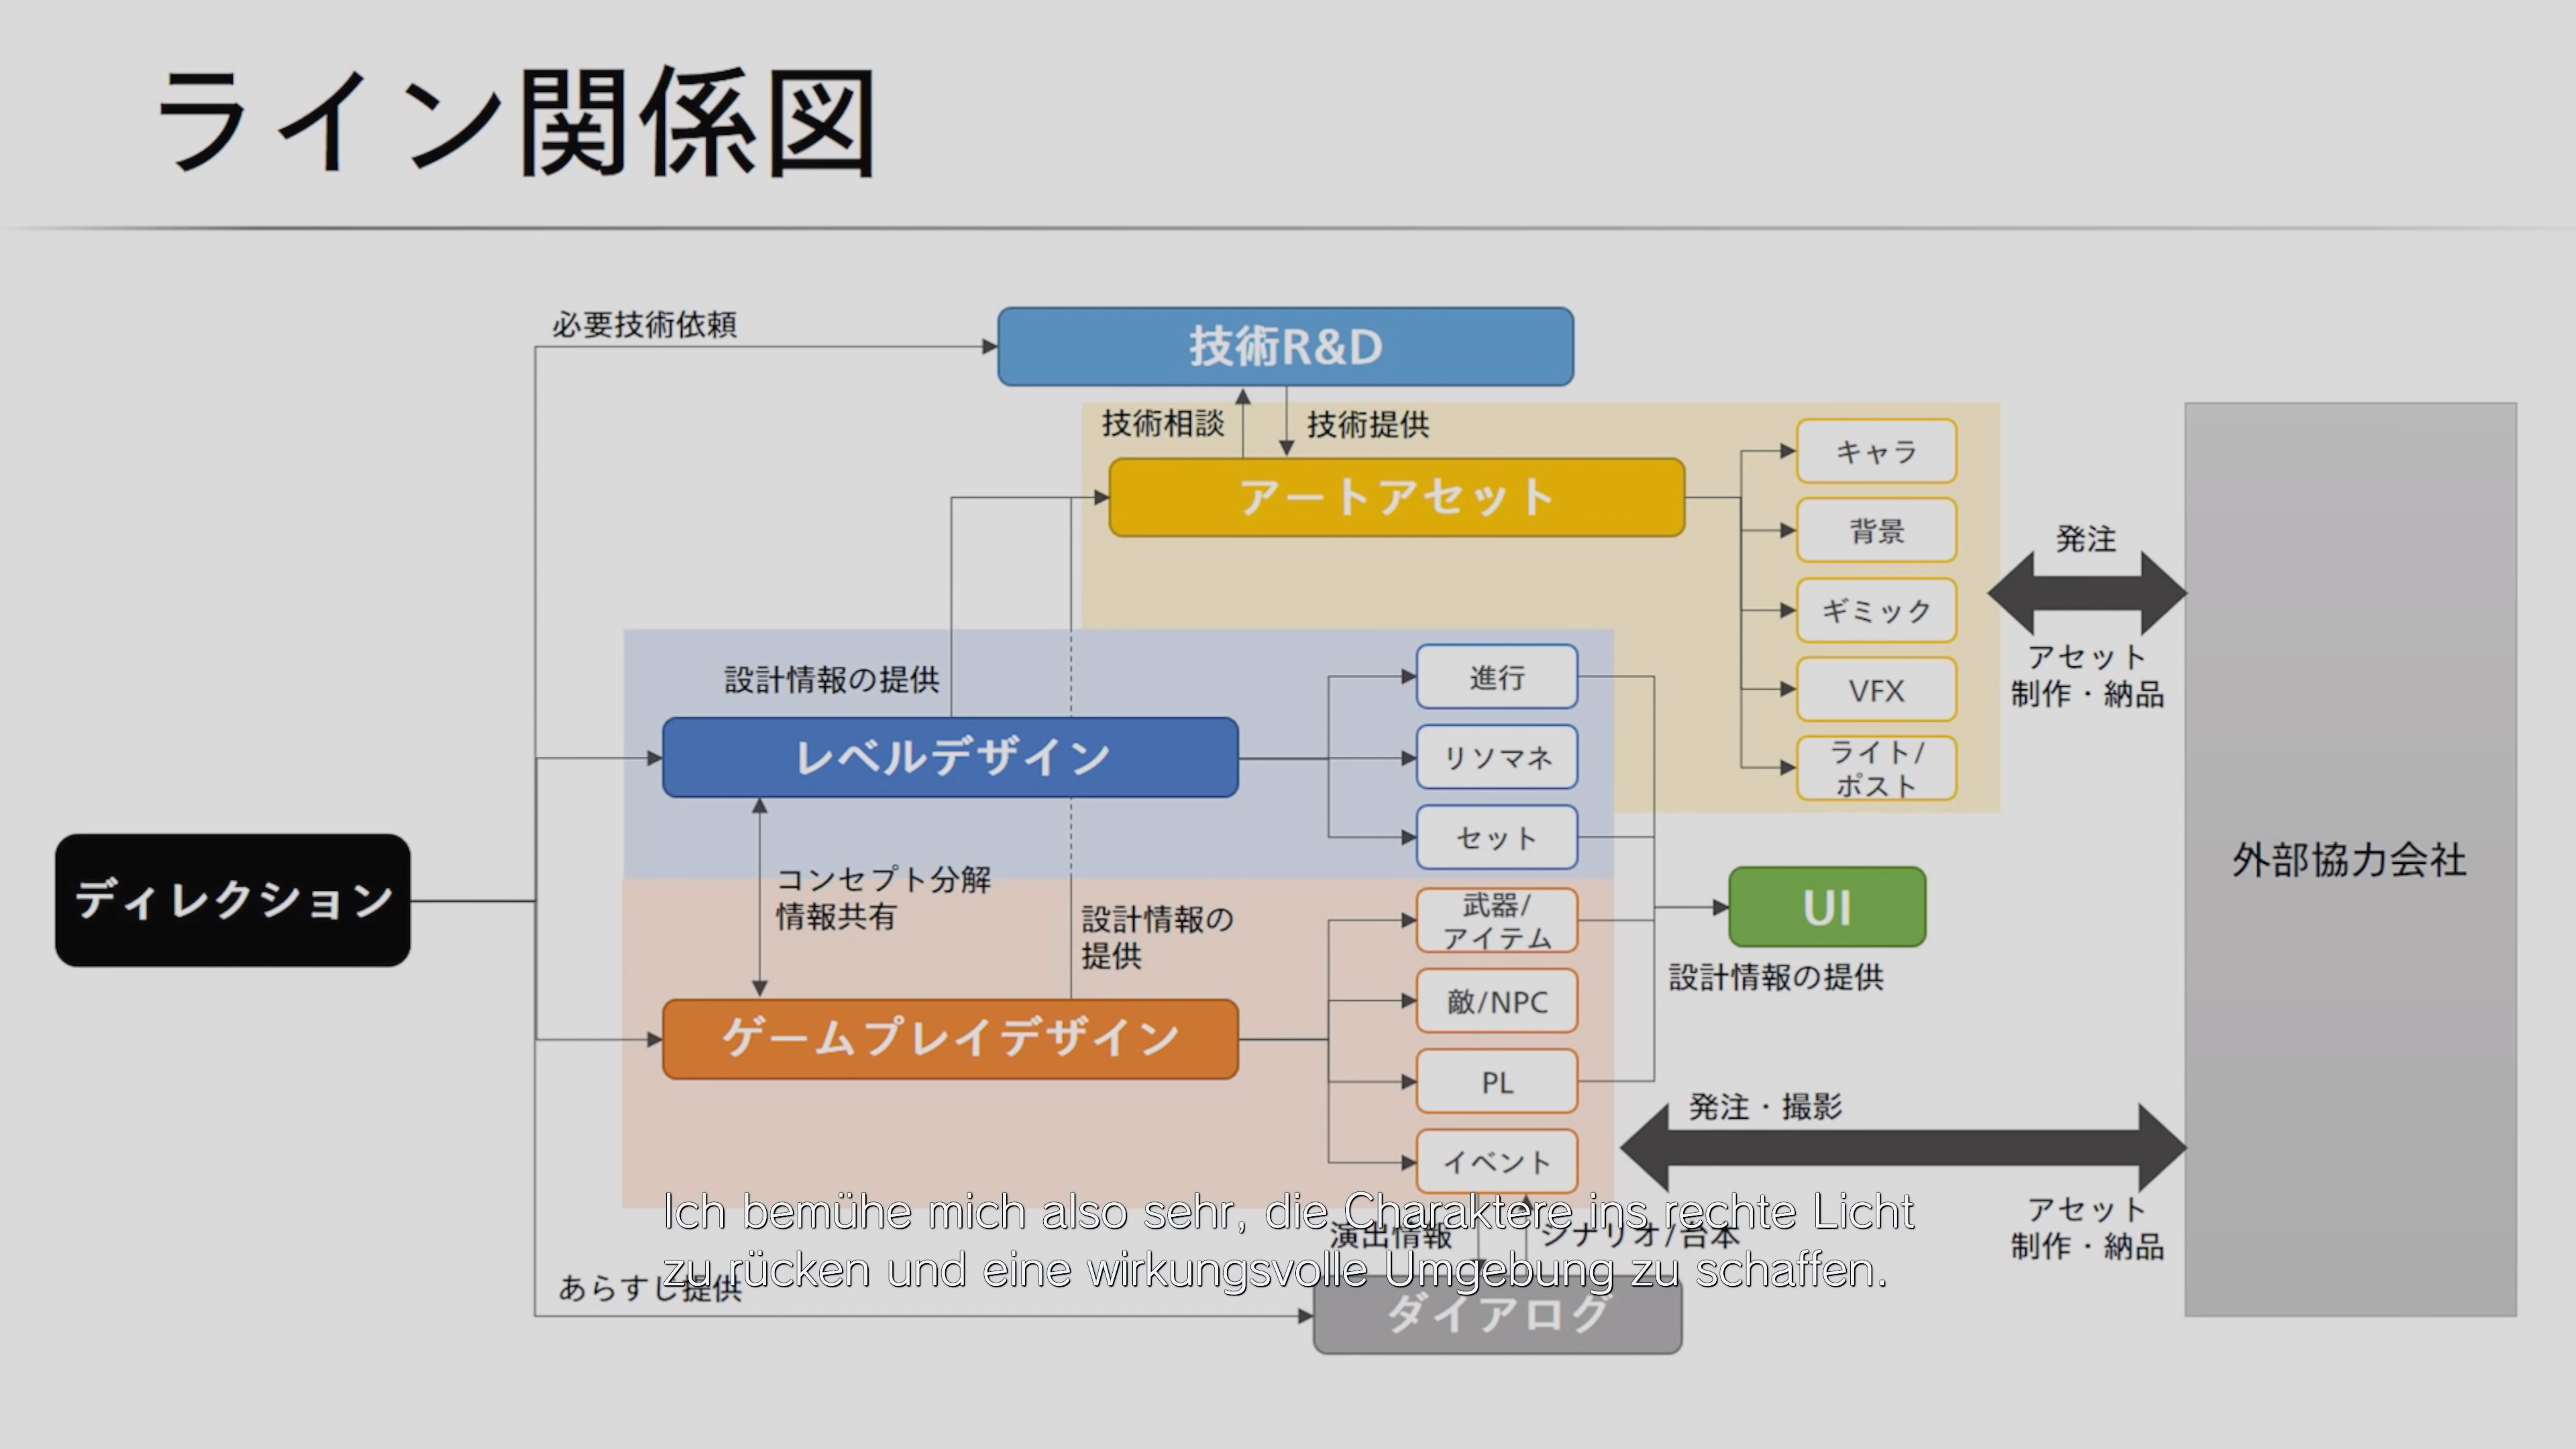 ライン関係図
必要技術依頼
技術R&D
技術相談
技術提供
アートアセット
キャラ
背景
ギミック
VFX
ライト/
ポスト
発注
アセット
制作・納品
設計情報の提供
レベルデザイン
進行
リソマネ
セット
ディレクション
コンセプト分解
情報共有
設計情報の
提供
ゲームプレイデザイン
武器/
アイテム
敵/NPC
PL
イベント
UI
設計情報の提供
外部協力会社
発注・撮影
アセット
制作・納品
演出情報
シナリオ/台本
あらすじ提供
ダイアログ
Ich bemühe mich also sehr, die Charaktere ins rechte Licht
zu rücken und eine wirkungsvolle Umgebung zu schaffen.